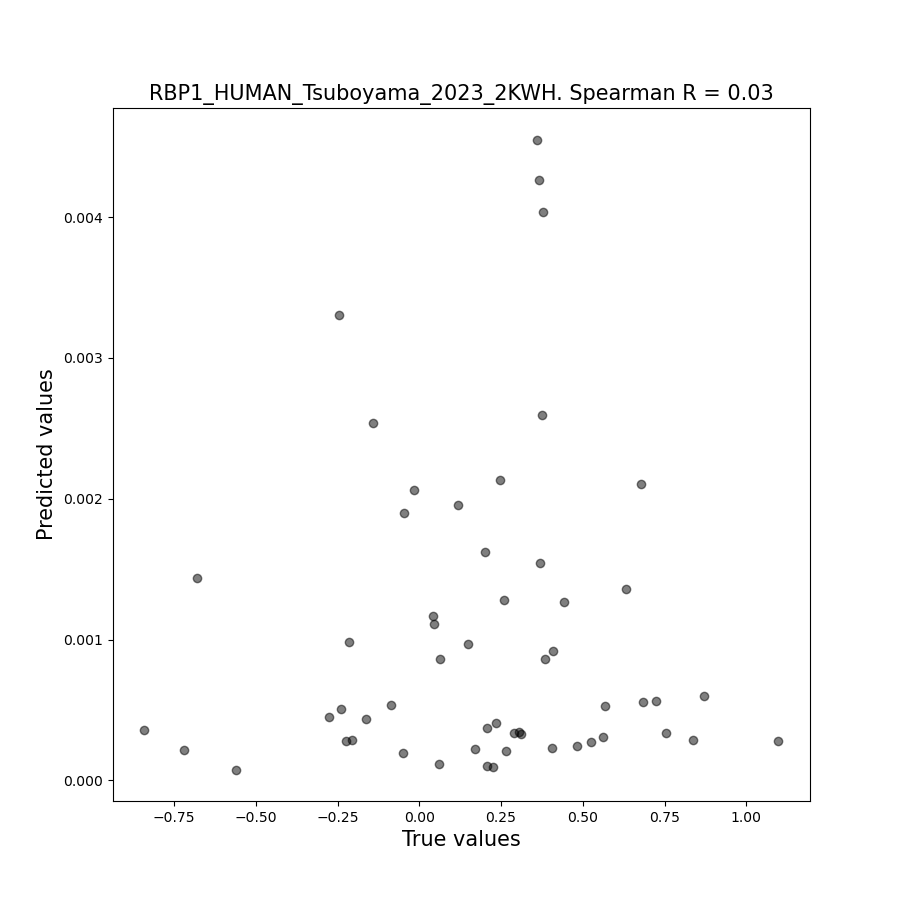 RBP1_HUMAN_Tsuboyama_2023_2KWH. Spearman R = 0.03
0.004
0.003
0.002
0.001
0.000
Predicted values
−0.75 −0.50 −0.25 0.00 0.25 0.50 0.75 1.00
True values